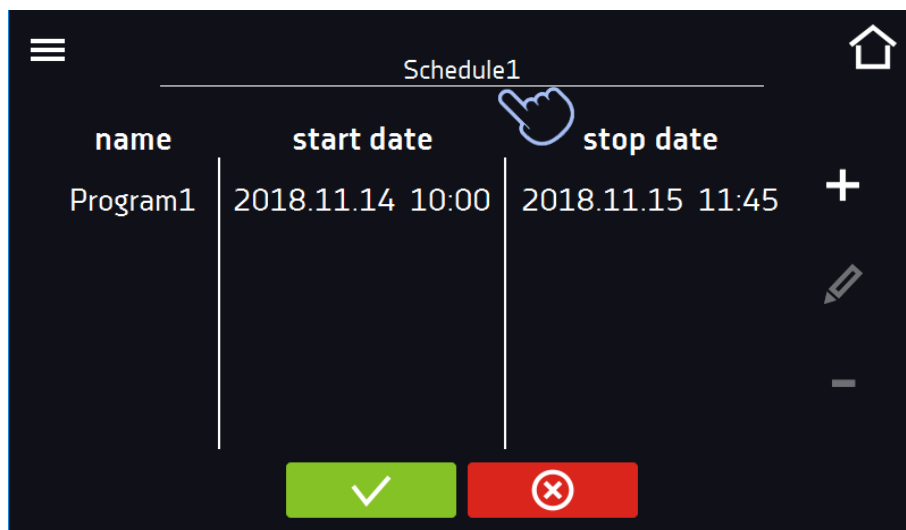 Schedule1
name start date stop date
Program1 2018.11.14 10:00 2018.11.15 11:45